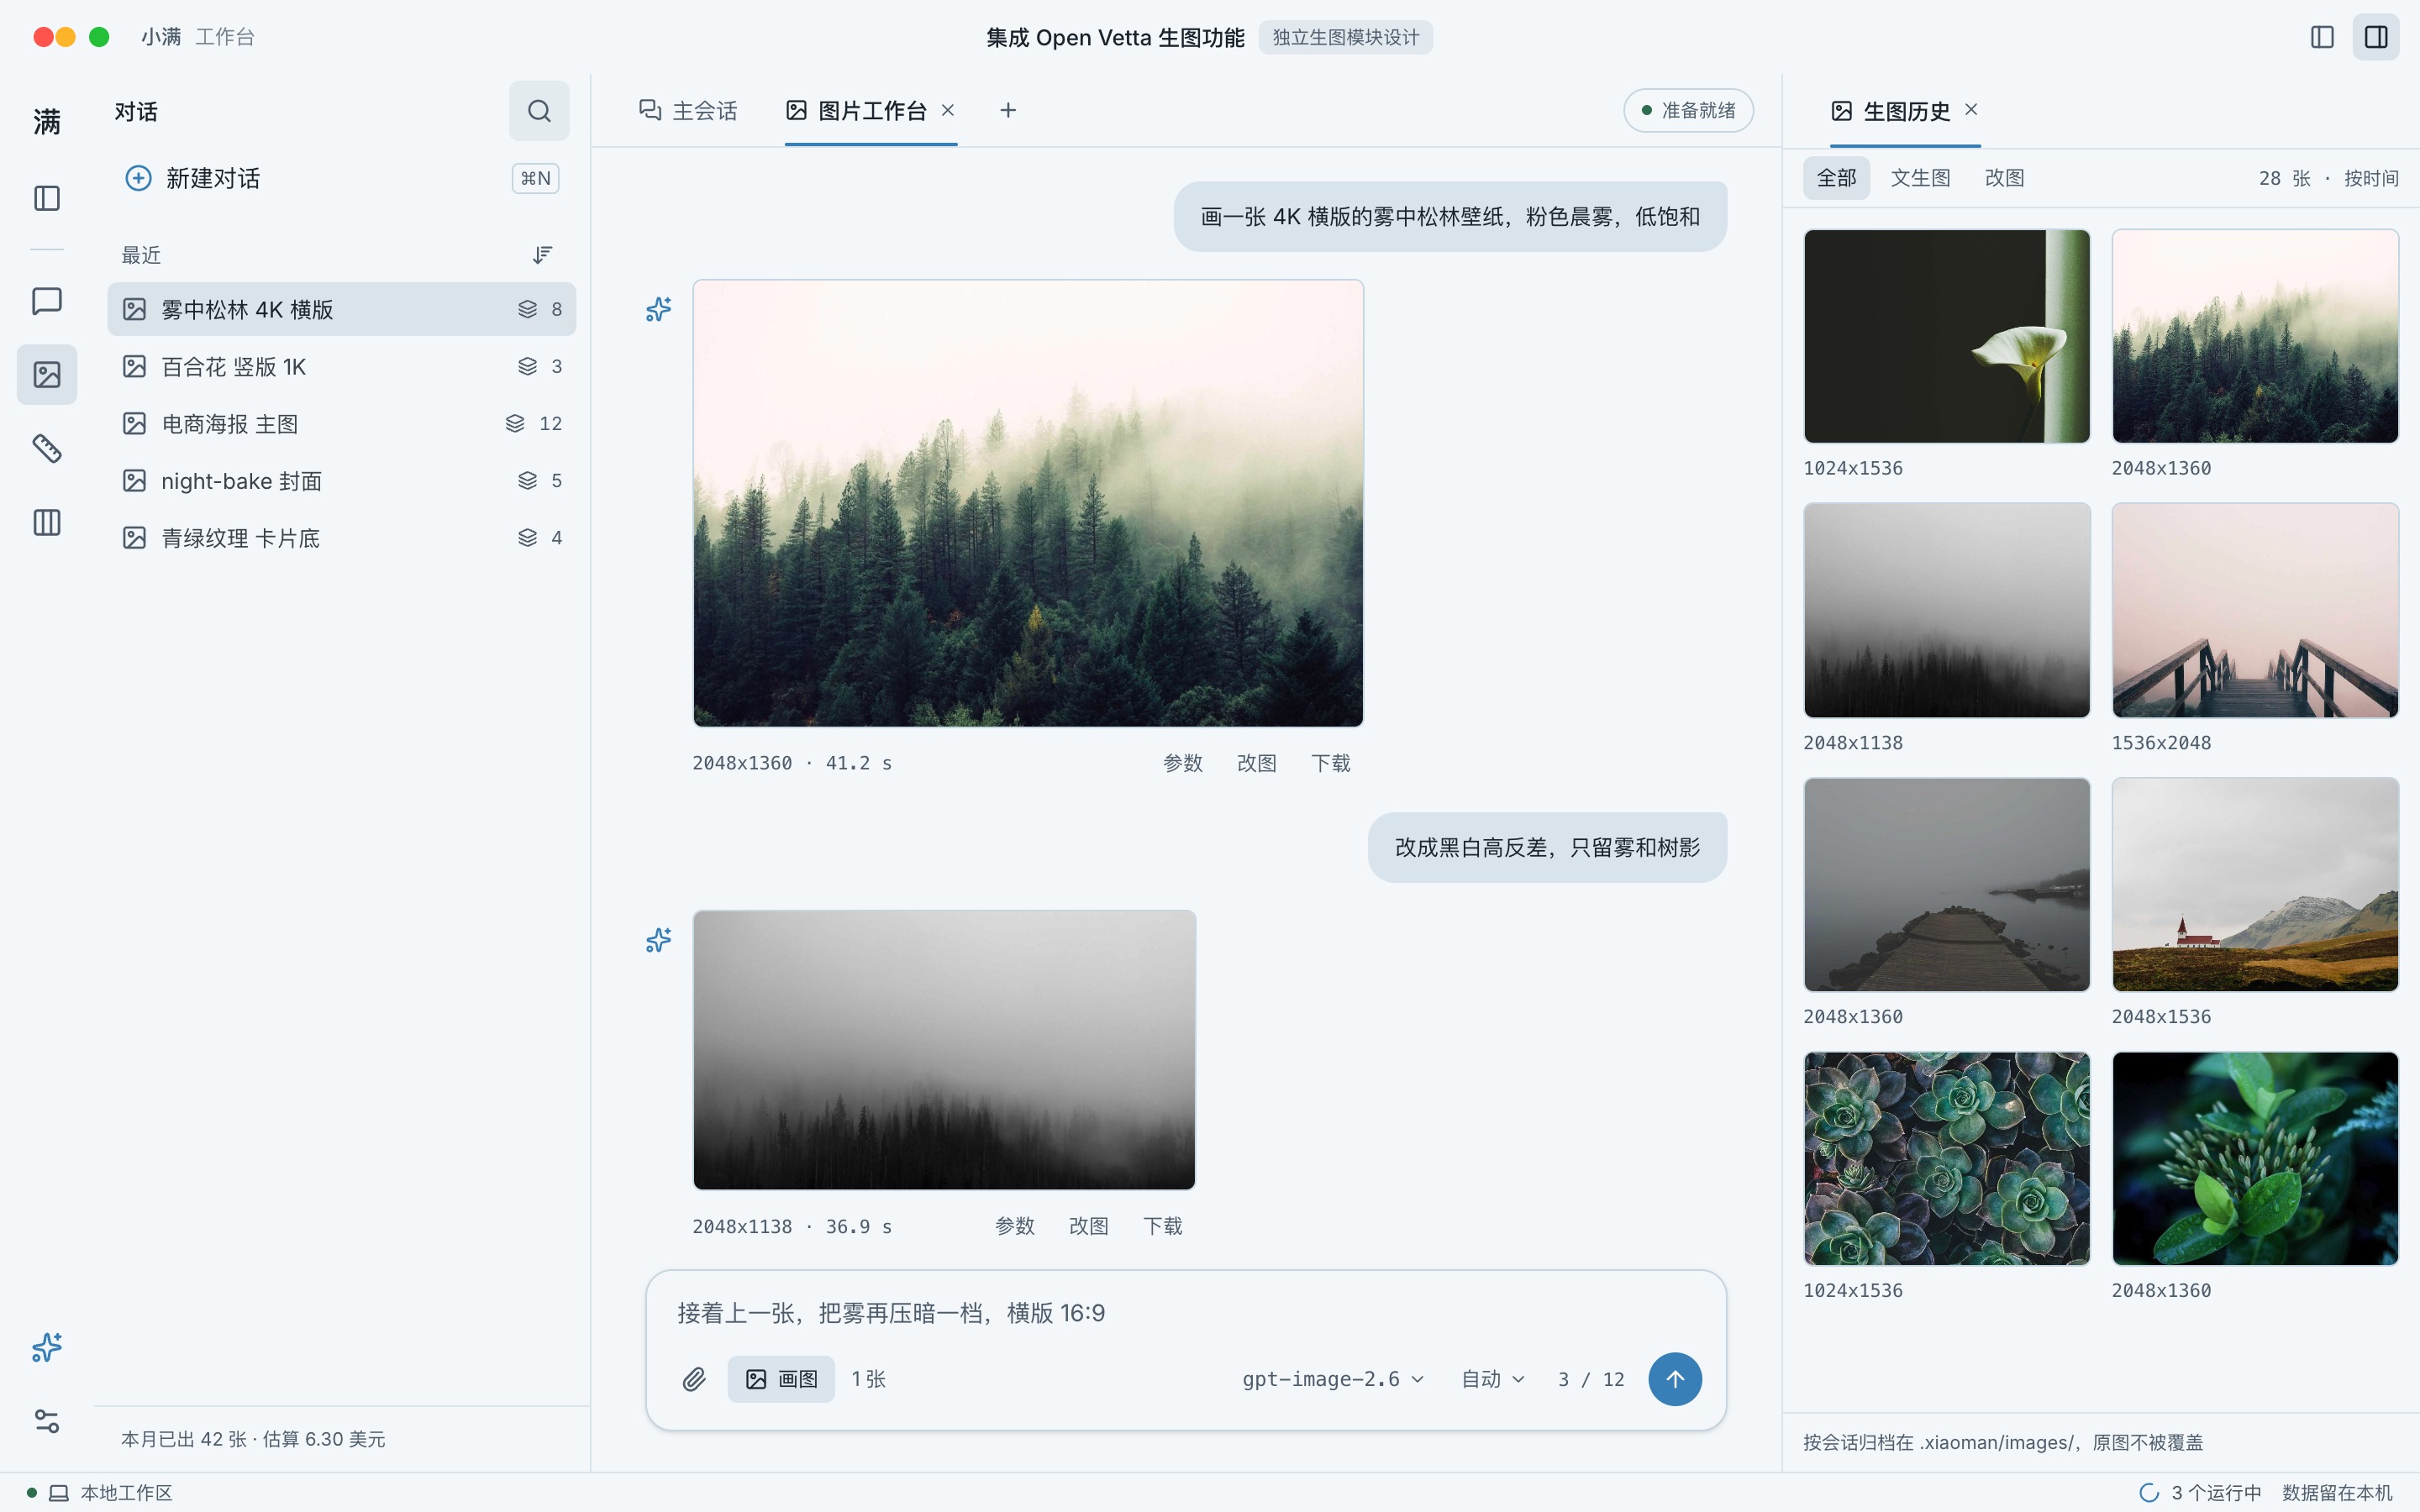 小满 工作台
集成 Open Vetta 生图功能 独立生图模块设计
满
对话
新建对话 ⌘N
最近
雾中松林 4K 横版 8
百合花 竖版 1K 3
电商海报 主图 12
night-bake 封面 5
青绿纹理 卡片底 4
本月已出 42 张 · 估算 6.30 美元
主会话 图片工作台 准备就绪
画一张 4K 横版的雾中松林壁纸，粉色晨雾，低饱和
2048x1360 · 41.2 s 参数 改图 下载
改成黑白高反差，只留雾和树影
2048x1138 · 36.9 s 参数 改图 下载
接着上一张，把雾再压暗一档，横版 16:9
画图 1 张 gpt-image-2.6 自动 3 / 12
生图历史
全部 文生图 改图 28 张 · 按时间
1024x1536 2048x1360
2048x1138 1536x2048
2048x1360 2048x1536
1024x1536 2048x1360
按会话归档在 .xiaoman/images/，原图不被覆盖
本地工作区 3 个运行中 数据留在本机